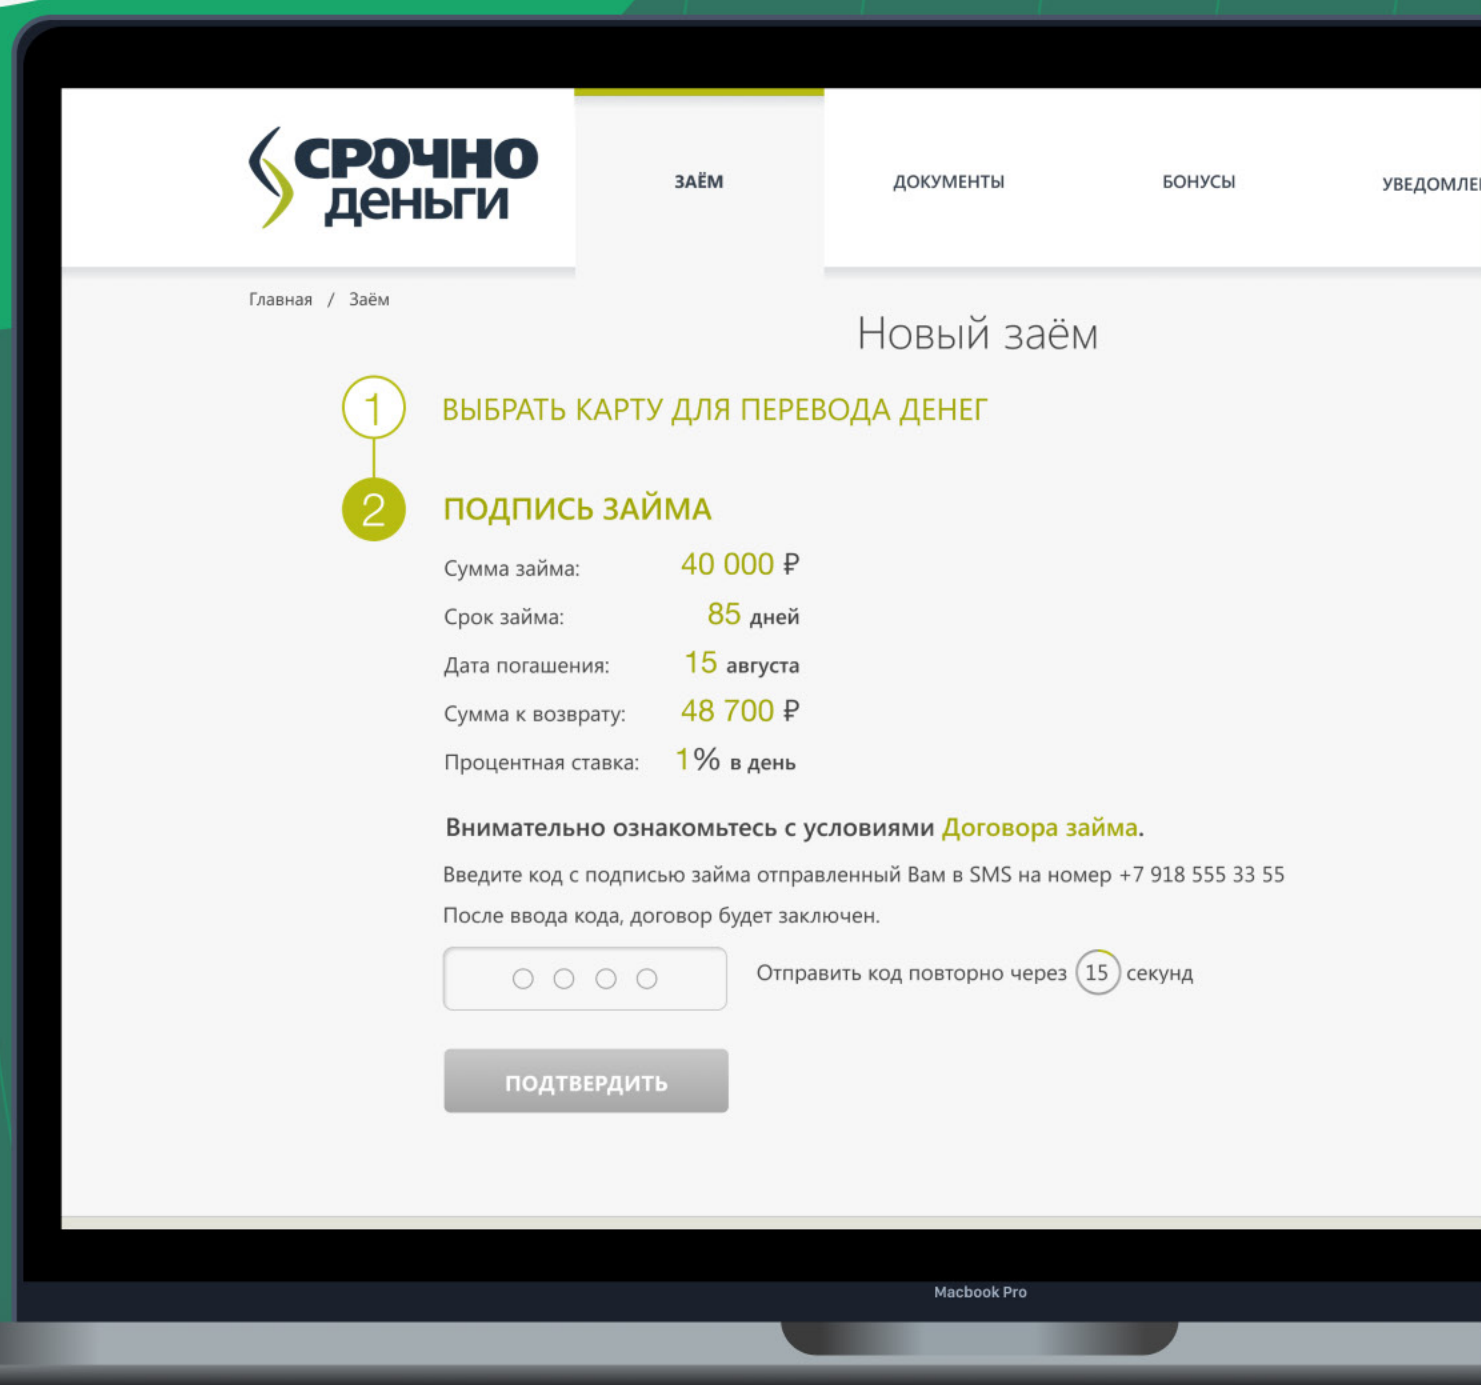 СРОЧНО
деньги
ЗАЁМ
ДОКУМЕНТЫ
БОНУСЫ
УВЕДОМЛЕ
Главная / Заём
Новый заём
1 ВЫБРАТЬ КАРТУ ДЛЯ ПЕРЕВОДА ДЕНЕГ
2 ПОДПИСЬ ЗАЙМА
Сумма займа: 40 000 ₽
Срок займа: 85 дней
Дата погашения: 15 августа
Сумма к возврату: 48 700 ₽
Процентная ставка: 1% в день
Внимательно ознакомьтесь с условиями Договора займа.
Введите код с подписью займа отправленный Вам в SMS на номер +7 918 555 33 55
После ввода кода, договор будет заключен.
Отправить код повторно через 15 секунд
ПОДТВЕРДИТЬ
Macbook Pro